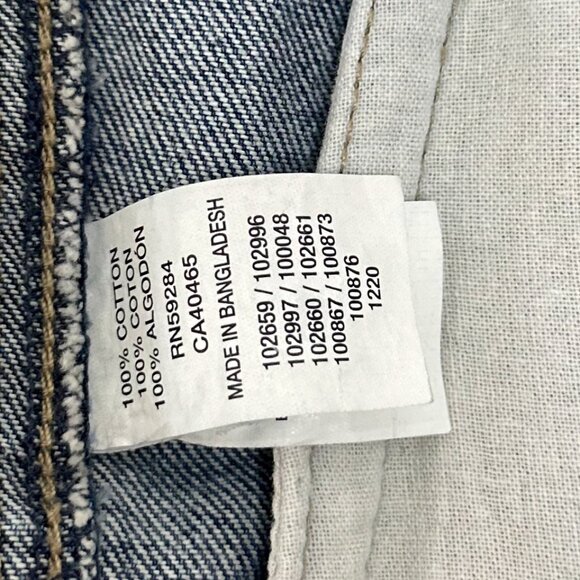 100% COTTON
100% COTON
100% ALGODÓN
RN59284
CA40465
MADE IN BANGLADESH
102659 / 102996
102997 / 100048
102660 / 102661
100867 / 100873
100876
1220